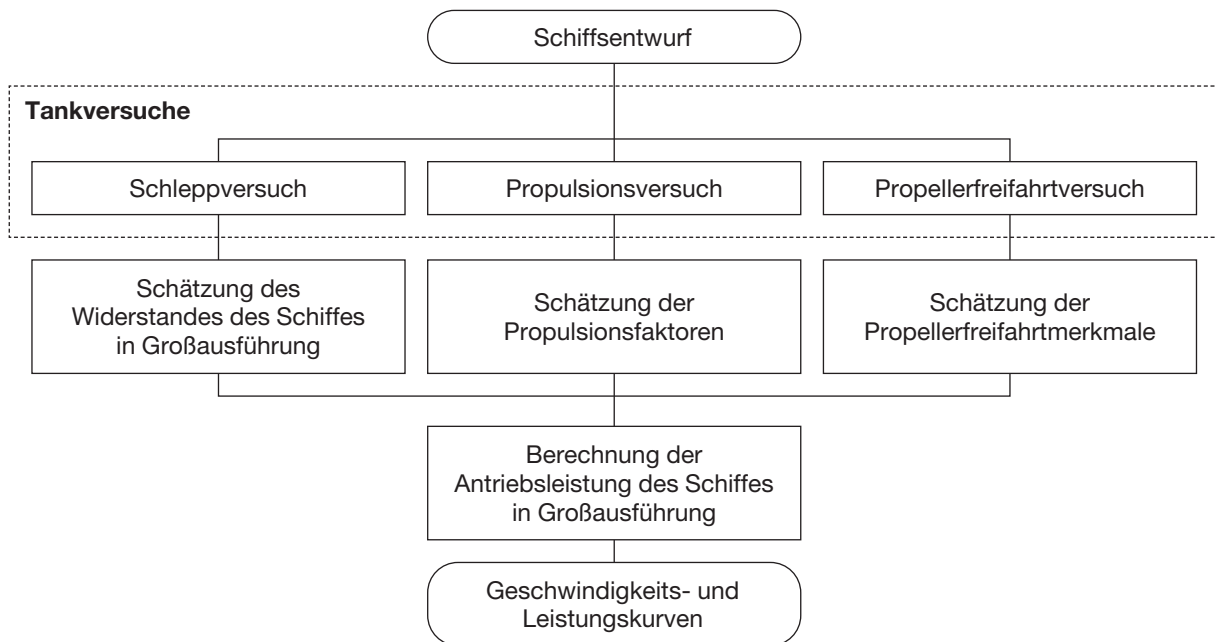 Schiffsentwurf
Tankversuche
Schleppversuch
Propulsionsversuch
Propellerfreifahrtversuch
Schätzung des
Widerstandes des Schiffes
in Großausführung
Schätzung der
Propulsionsfaktoren
Schätzung der
Propellerfreifahrtmerkmale
Berechnung der
Antriebsleistung des Schiffes
in Großausführung
Geschwindigkeits- und
Leistungskurven